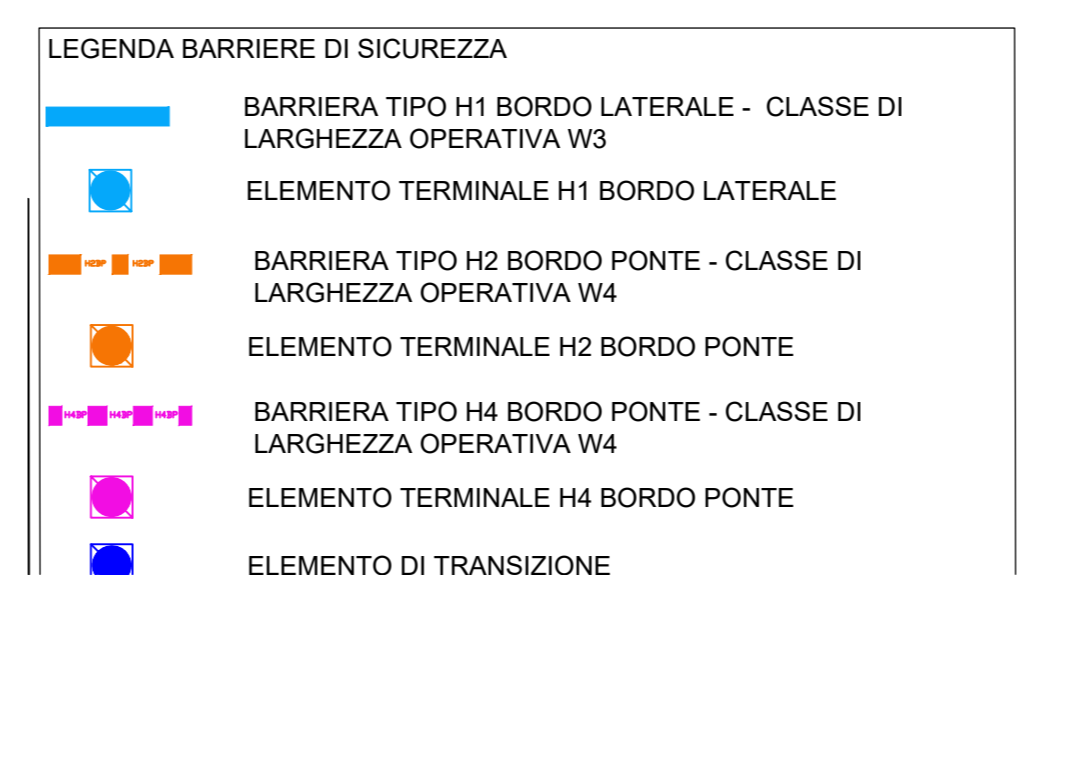 LEGENDA BARRIERE DI SICUREZZA
BARRIERA TIPO H1 BORDO LATERALE - CLASSE DI
LARGHEZZA OPERATIVA W3
ELEMENTO TERMINALE H1 BORDO LATERALE
H2BP H2BP
BARRIERA TIPO H2 BORDO PONTE - CLASSE DI
LARGHEZZA OPERATIVA W4
ELEMENTO TERMINALE H2 BORDO PONTE
H4BP H4BP H4BP
BARRIERA TIPO H4 BORDO PONTE - CLASSE DI
LARGHEZZA OPERATIVA W4
ELEMENTO TERMINALE H4 BORDO PONTE
ELEMENTO DI TRANSIZIONE